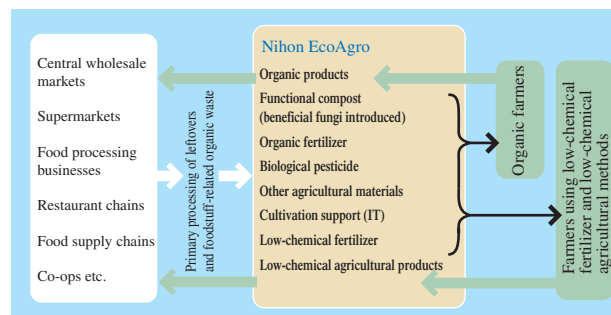 Central wholesale
markets
Supermarkets
Food processing
businesses
Restaurant chains
Food supply chains
Co-ops etc.
Primary processing of leftovers
and foodstuff-related organic waste
Nihon EcoAgro
Organic products
Functional compost
(beneficial fungi introduced)
Organic fertilizer
Biological pesticide
Other agricultural materials
Cultivation support (IT)
Low-chemical fertilizer
Low-chemical agricultural products
Organic farmers
Farmers using low-chemical
fertilizer and low-chemical
agricultural methods